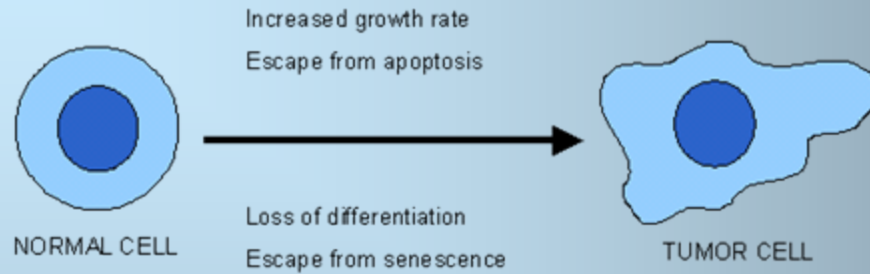 Increased growth rate
Escape from apoptosis
Loss of differentiation
Escape from senescence
NORMAL CELL
TUMOR CELL